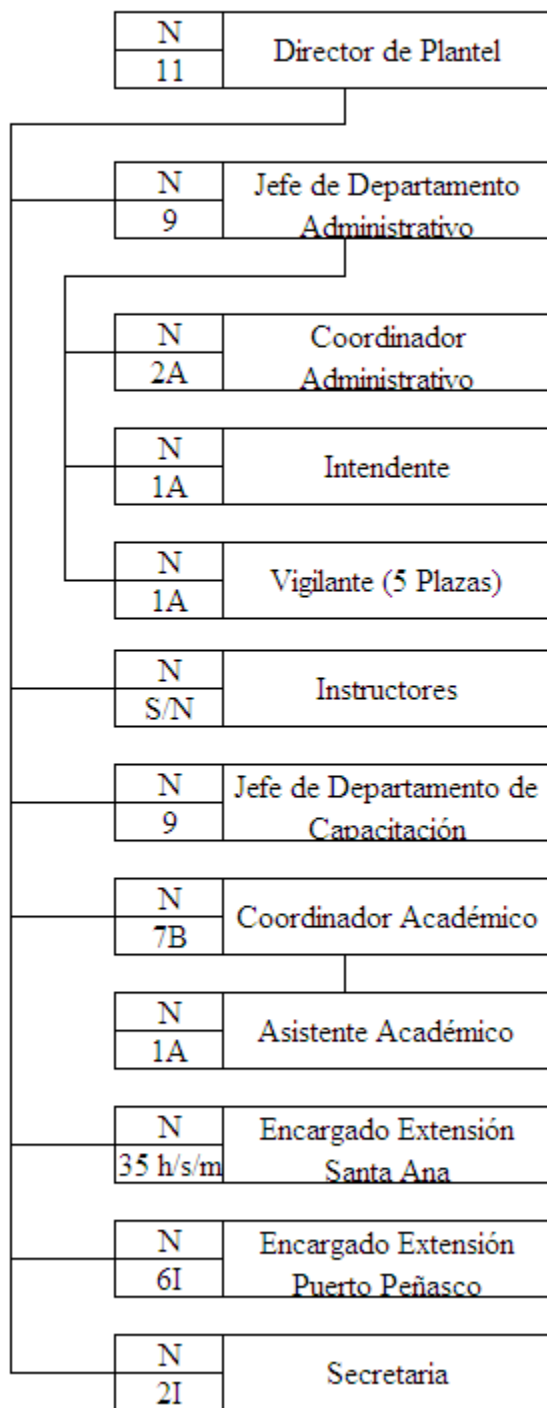 N
11
Director de Plantel
N
9
Jefe de Departamento
Administrativo
N
2A
Coordinador
Administrativo
N
1A
Intendente
N
1A
Vigilante (5 Plazas)
N
S/N
Instructores
N
9
Jefe de Departamento de
Capacitación
N
7B
Coordinador Académico
N
1A
Asistente Académico
N
35 h/s/m
Encargado Extensión
Santa Ana
N
6I
Encargado Extensión
Puerto Peñasco
N
2I
Secretaria